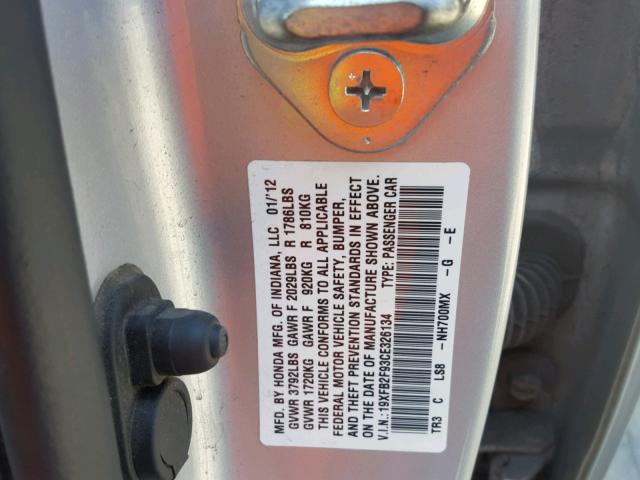 MFD. BY HONDA MFG. OF INDIANA, LLC 01/'12
GVWR 3792LBS GAWR F 2029LBS R 1786LBS
GVWR 1720KG GAWR F 920KG R 810KG
THIS VEHICLE CONFORMS TO ALL APPLICABLE
FEDERAL MOTOR VEHICLE SAFETY, BUMPER,
AND THEFT PREVENTION STANDARDS IN EFFECT
ON THE DATE OF MANUFACTURE SHOWN ABOVE.
V.I.N.:19XFB2F93CE326134 TYPE: PASSENGER CAR
TR3 C LS8 -NH700MX -G -E